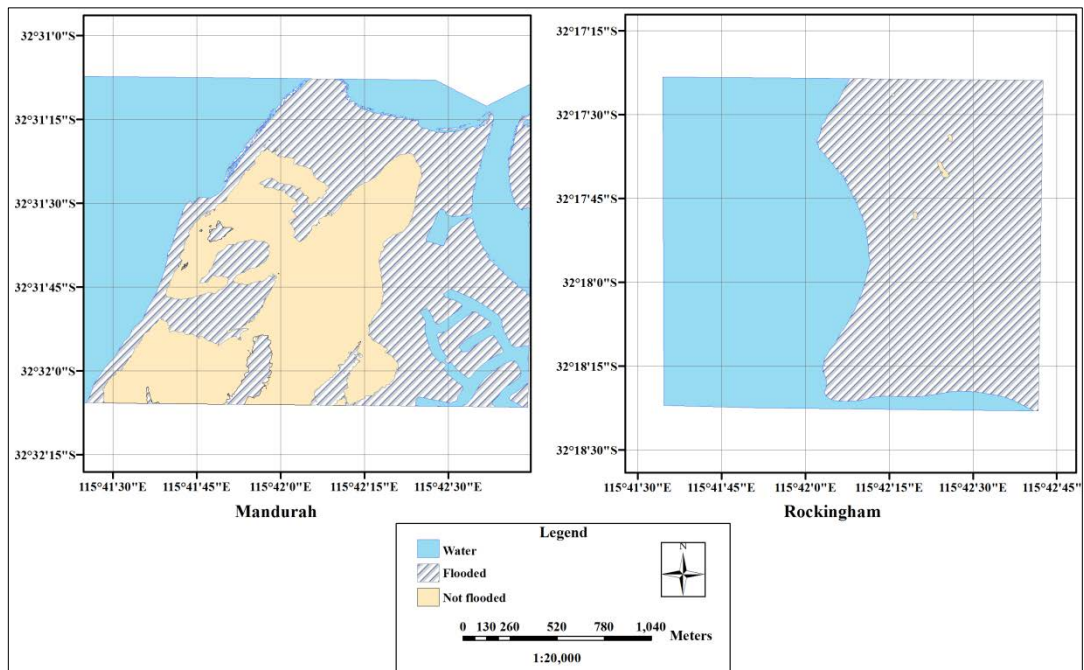 32°31'0"S
32°31'15"S
32°31'30"S
32°31'45"S
32°32'0"S
32°32'15"S
115°41'30"E 115°41'45"E 115°42'0"E 115°42'15"E 115°42'30"E
Mandurah
32°17'15"S
32°17'30"S
32°17'45"S
32°18'0"S
32°18'15"S
32°18'30"S
115°41'30"E 115°41'45"E 115°42'0"E 115°42'15"E 115°42'30"E 115°42'45"E
Rockingham
Legend
Water
Flooded
Not flooded
N
0 130 260 520 780 1,040
Meters
1:20,000